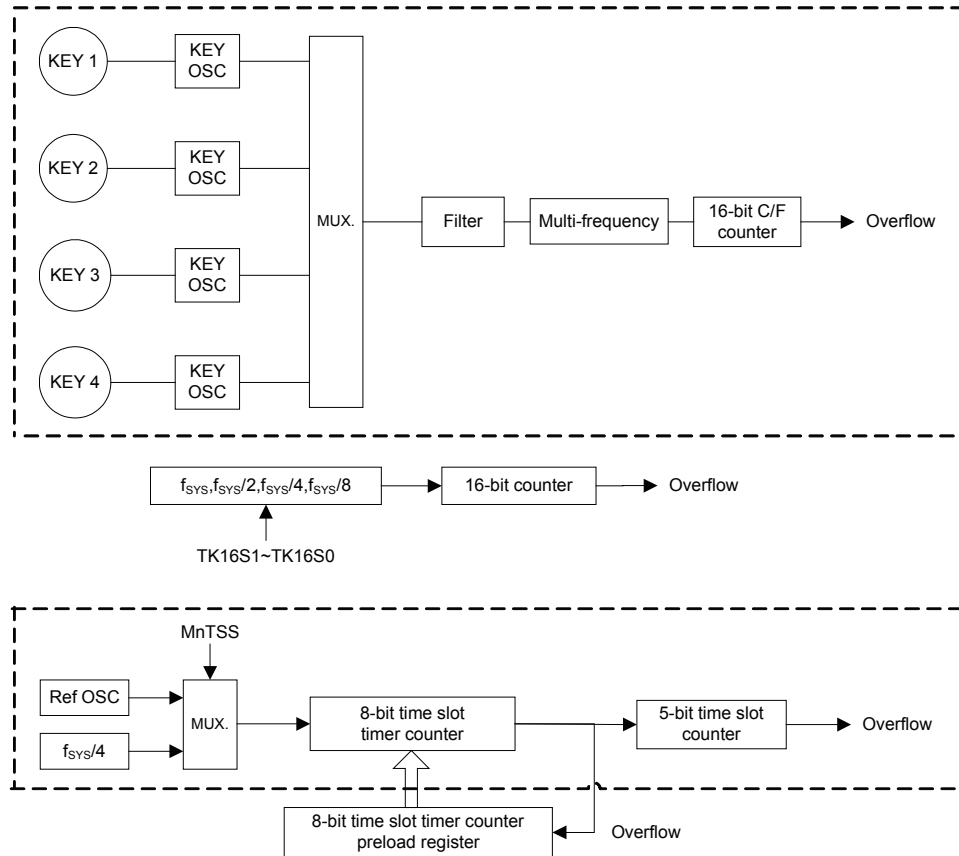 KEY 1
KEY
OSC
KEY 2
KEY
OSC
KEY 3
KEY
OSC
KEY 4
KEY
OSC
MUX.
Filter
Multi-frequency
16-bit C/F
counter
Overflow
fSYS,fSYS/2,fSYS/4,fSYS/8
16-bit counter
Overflow
TK16S1~TK16S0
MnTSS
Ref OSC
fSYS/4
MUX.
8-bit time slot
timer counter
5-bit time slot
counter
Overflow
8-bit time slot timer counter
preload register
Overflow